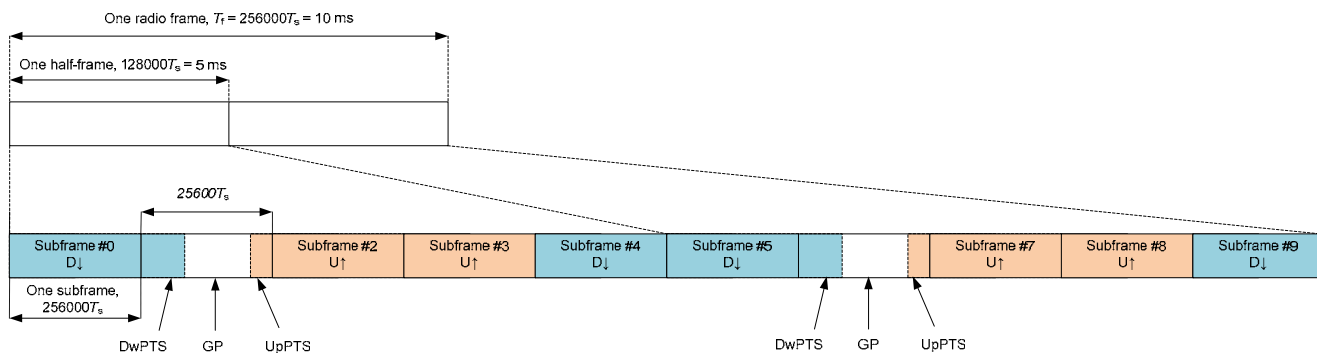 One radio frame, Tf = 256000Ts = 10 ms
One half-frame, 128000Ts = 5 ms
25600Ts
Subframe #0
D↓
Subframe #2
U↑
Subframe #3
U↑
Subframe #4
D↓
Subframe #5
D↓
Subframe #7
U↑
Subframe #8
U↑
Subframe #9
D↓
One subframe,
256000Ts
DwPTS
GP
UpPTS
DwPTS
GP
UpPTS